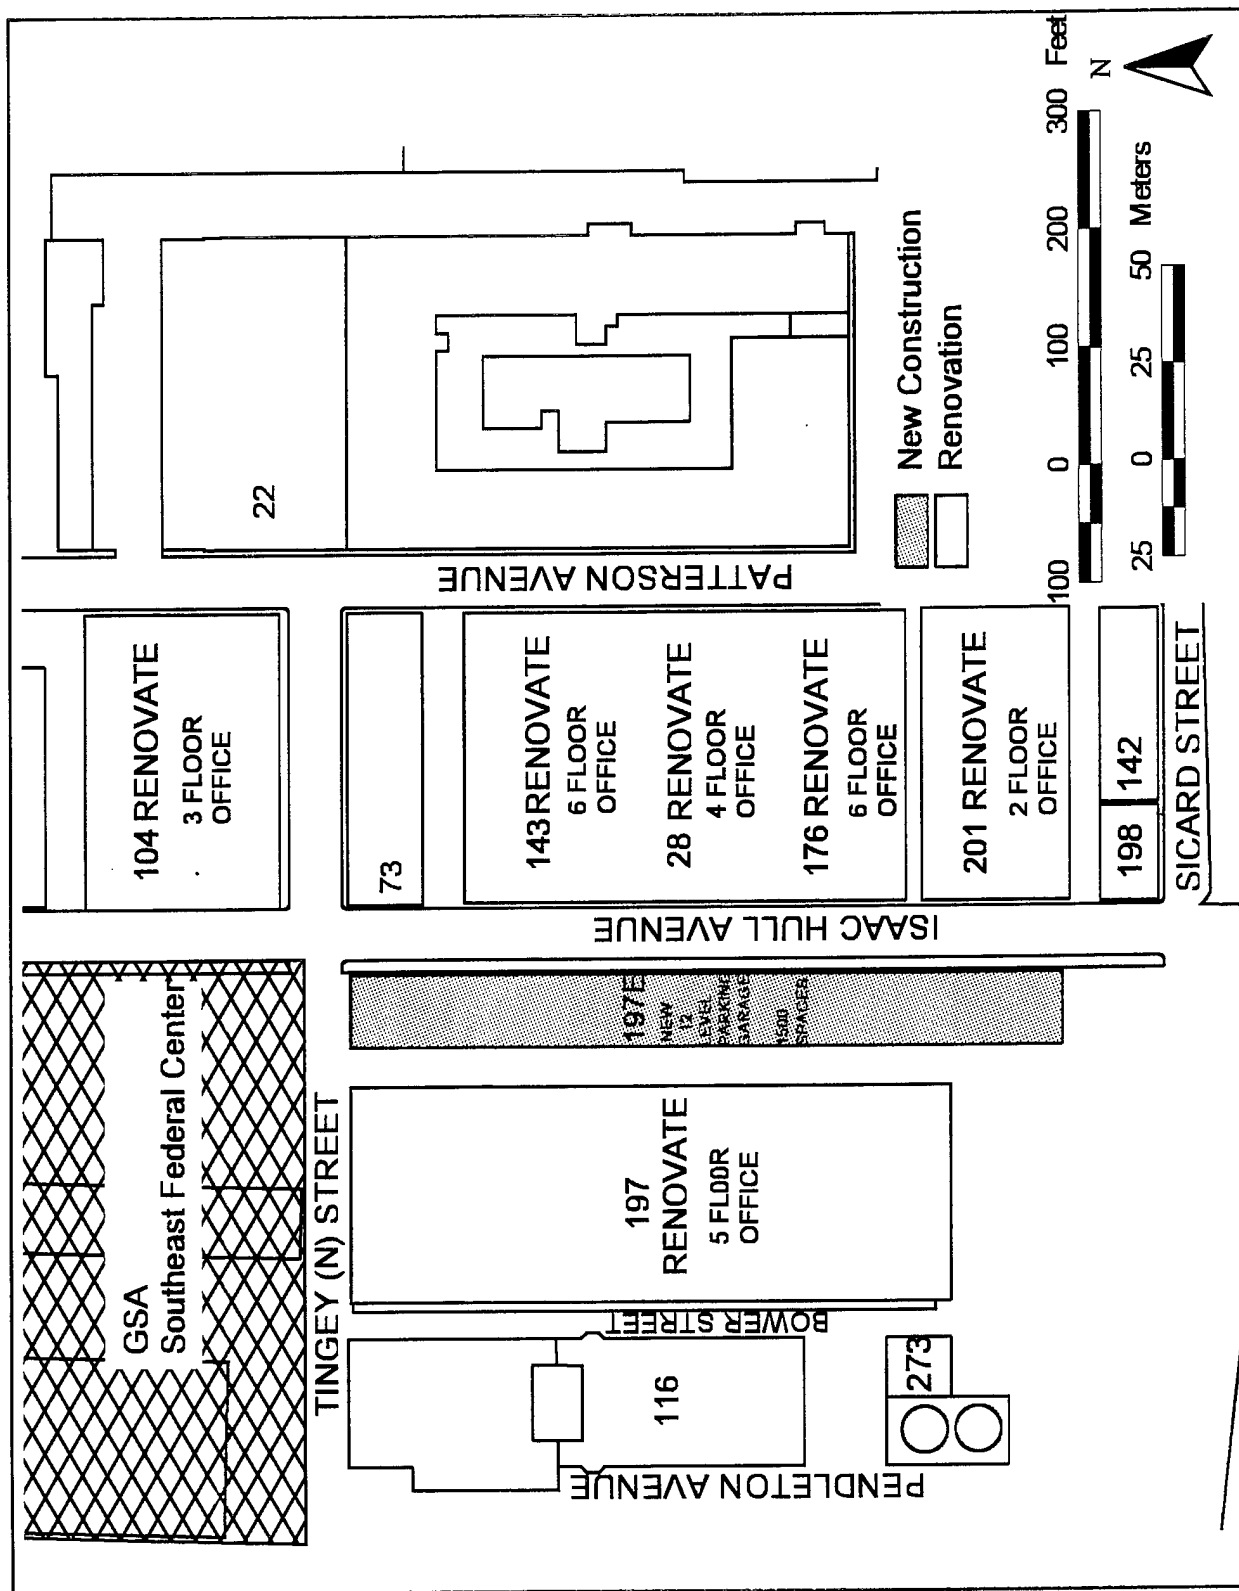 GSA
Southeast Federal Center
TINGEY (N) STREET
104 RENOVATE
3 FLOOR
OFFICE
22
73
116
BOWER STREET
197
RENOVATE
5 FLOOR
OFFICE
197E
NEW
12
LEVEL
PARKING
GARAGE
1500
SPACES
ISAAC HULL AVENUE
143 RENOVATE
6 FLOOR
OFFICE
28 RENOVATE
4 FLOOR
OFFICE
176 RENOVATE
6 FLOOR
OFFICE
PATTERSON AVENUE
PENDLETON AVENUE
273
201 RENOVATE
2 FLOOR
OFFICE
198
142
SICARD STREET
New Construction
Renovation
100 0 100 200 300 Feet
25 0 25 50 Meters
N